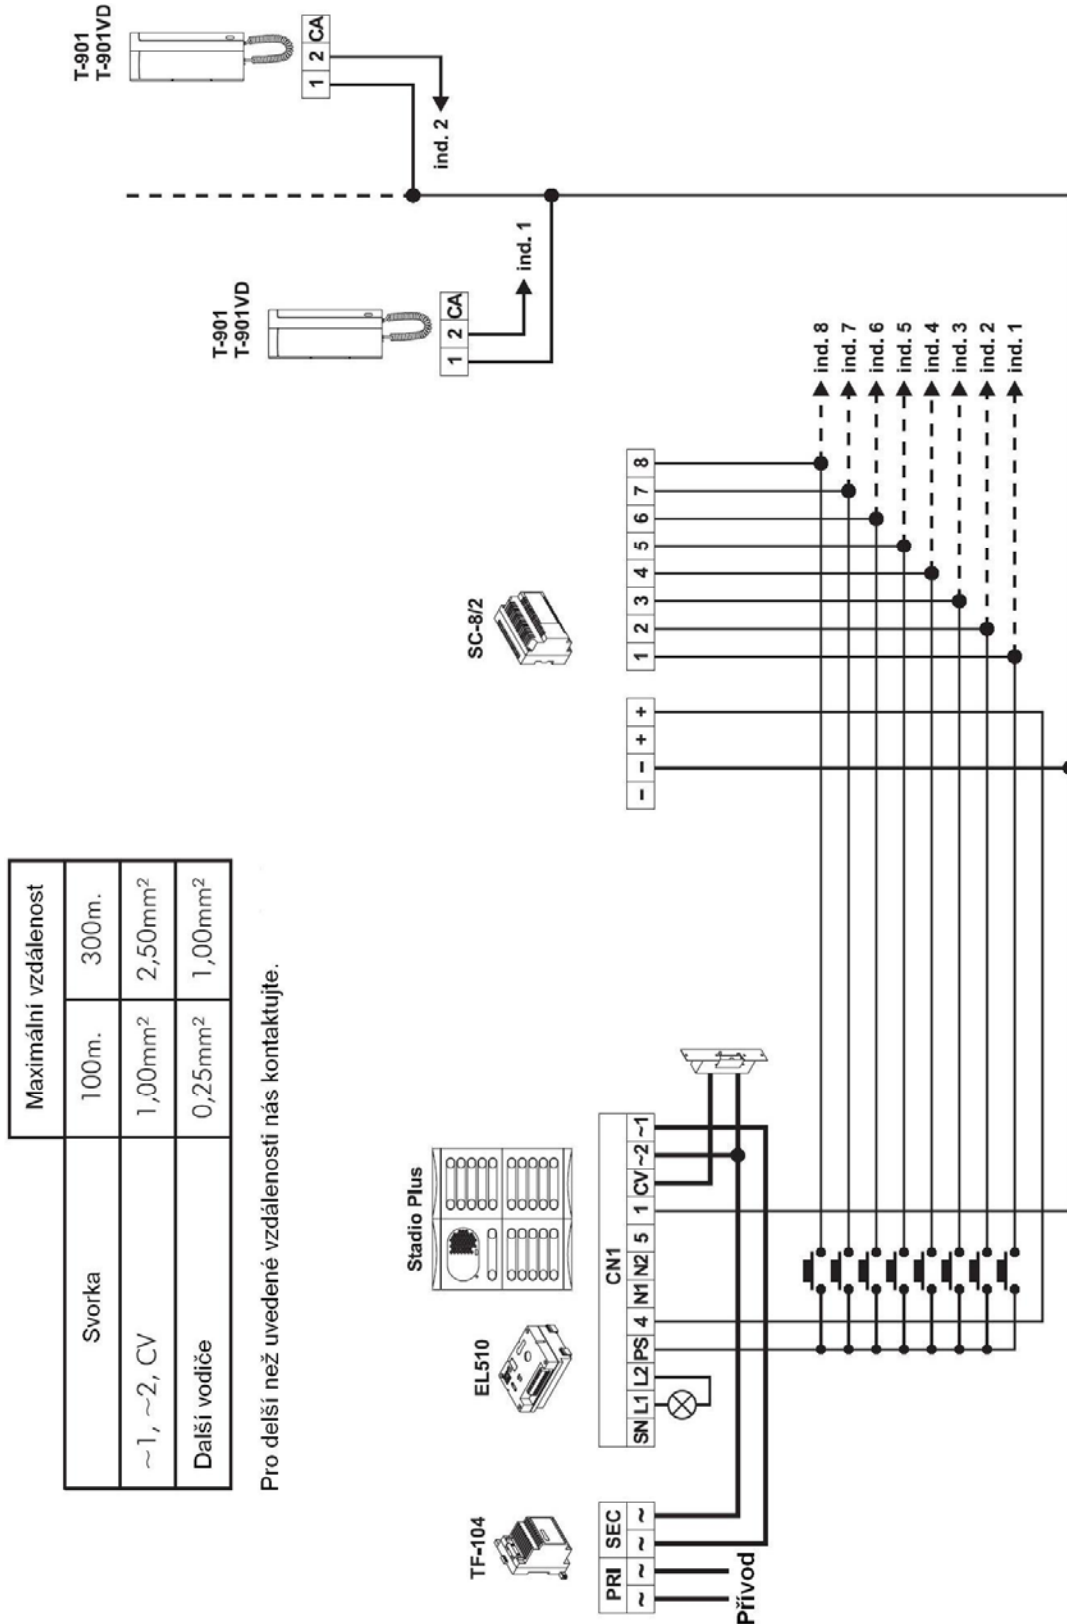 Maximální vzdálenost
Svorka 100m. 300m.
~1, ~2, CV 1,00mm² 2,50mm²
Další vodiče 0,25mm² 1,00mm²
Pro delší než uvedené vzdálenosti nás kontaktujte.
T-901
T-901VD
1 2 CA
ind. 2
T-901
T-901VD
1 2 CA
ind. 1
TF-104
PRI SEC
~ ~ ~ ~
Přívod
EL510
Stadio Plus
CN1
SN L1 L2 PS 4 N1 N2 5 1 CV ~2 ~1
SC-8/2
- - + + 1 2 3 4 5 6 7 8
ind. 8
ind. 7
ind. 6
ind. 5
ind. 4
ind. 3
ind. 2
ind. 1